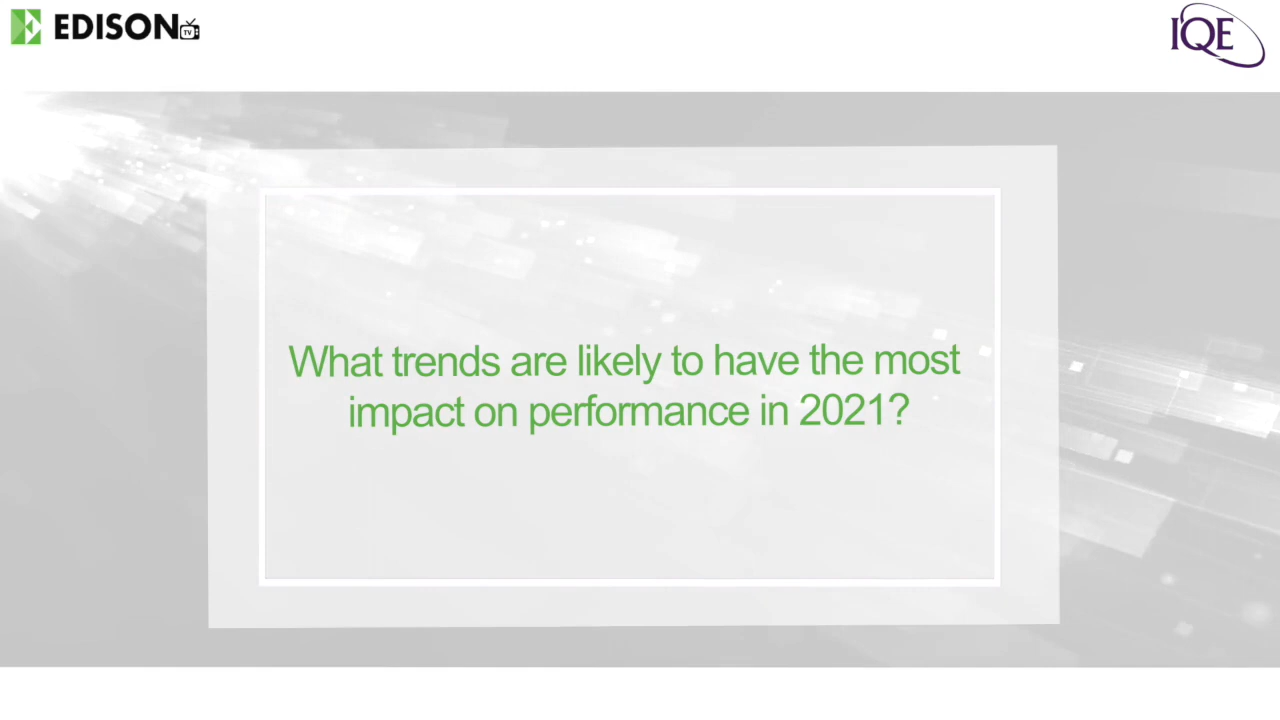 EDISON TV
IQE
What trends are likely to have the most
impact on performance in 2021?